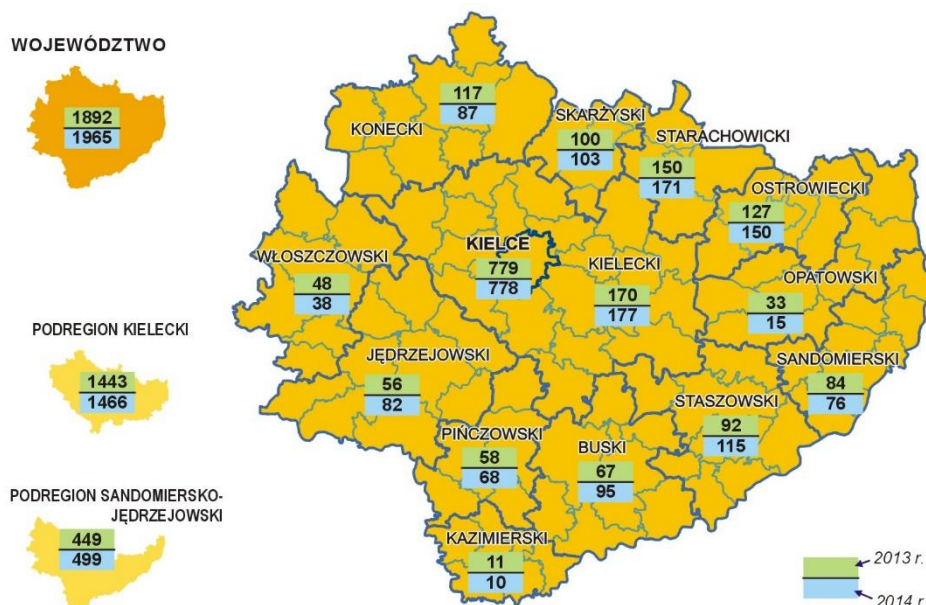 WOJEWÓDZTWO
1892
1965
PODREGION KIELECKI
1443
1466
PODREGION SANDOMIERSKO-
JĘDRZEJOWSKI
449
499
117
87
KONECKI
SKARŻYSKI
100
103
STARACHOWICKI
150
171
OSTROWIECKI
127
150
WŁOSZCZOWSKI
48
38
KIELCE
779
778
KIELECKI
170
177
OPATOWSKI
33
15
JĘDRZEJOWSKI
56
82
SANDOMIERSKI
84
76
STASZOWSKI
92
115
PIŃCZOWSKI
58
68
BUSKI
67
95
KAZIMIERSKI
11
10
2013 r.
2014 r.